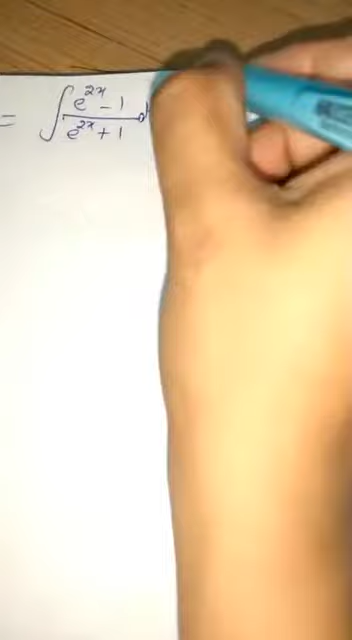 = ∫ e^2x - 1 / e^2x + 1 d